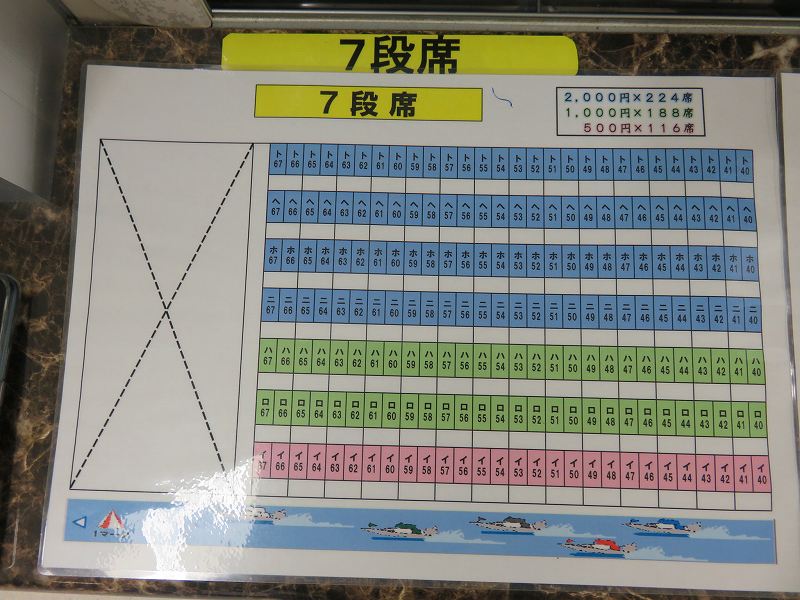 7段席
7段席
2,000円×224席
1,000円×188席
500円×116席
ト ト ト ト ト ト ト ト ト ト ト ト ト ト ト ト ト ト ト ト ト ト ト ト ト ト ト ト
67 66 65 64 63 62 61 60 59 58 57 56 55 54 53 52 51 50 49 48 47 46 45 44 43 42 41 40
ヘ ヘ ヘ ヘ ヘ ヘ ヘ ヘ ヘ ヘ ヘ ヘ ヘ ヘ ヘ ヘ ヘ ヘ ヘ ヘ ヘ ヘ ヘ ヘ ヘ ヘ ヘ ヘ
67 66 65 64 63 62 61 60 59 58 57 56 55 54 53 52 51 50 49 48 47 46 45 44 43 42 41 40
ホ ホ ホ ホ ホ ホ ホ ホ ホ ホ ホ ホ ホ ホ ホ ホ ホ ホ ホ ホ ホ ホ ホ ホ ホ ホ ホ ホ
67 66 65 64 63 62 61 60 59 58 57 56 55 54 53 52 51 50 49 48 47 46 45 44 43 42 41 40
ニ ニ ニ ニ ニ ニ ニ ニ ニ ニ ニ ニ ニ ニ ニ ニ ニ ニ ニ ニ ニ ニ ニ ニ ニ ニ ニ ニ
67 66 65 64 63 62 61 60 59 58 57 56 55 54 53 52 51 50 49 48 47 46 45 44 43 42 41 40
ハ ハ ハ ハ ハ ハ ハ ハ ハ ハ ハ ハ ハ ハ ハ ハ ハ ハ ハ ハ ハ ハ ハ ハ ハ ハ ハ ハ
67 66 65 64 63 62 61 60 59 58 57 56 55 54 53 52 51 50 49 48 47 46 45 44 43 42 41 40
ロ ロ ロ ロ ロ ロ ロ ロ ロ ロ ロ ロ ロ ロ ロ ロ ロ ロ ロ ロ ロ ロ ロ ロ ロ ロ ロ ロ
67 66 65 64 63 62 61 60 59 58 57 56 55 54 53 52 51 50 49 48 47 46 45 44 43 42 41 40
イ イ イ イ イ イ イ イ イ イ イ イ イ イ イ イ イ イ イ イ イ イ イ イ イ イ イ イ
67 66 65 64 63 62 61 60 59 58 57 56 55 54 53 52 51 50 49 48 47 46 45 44 43 42 41 40
1マーク